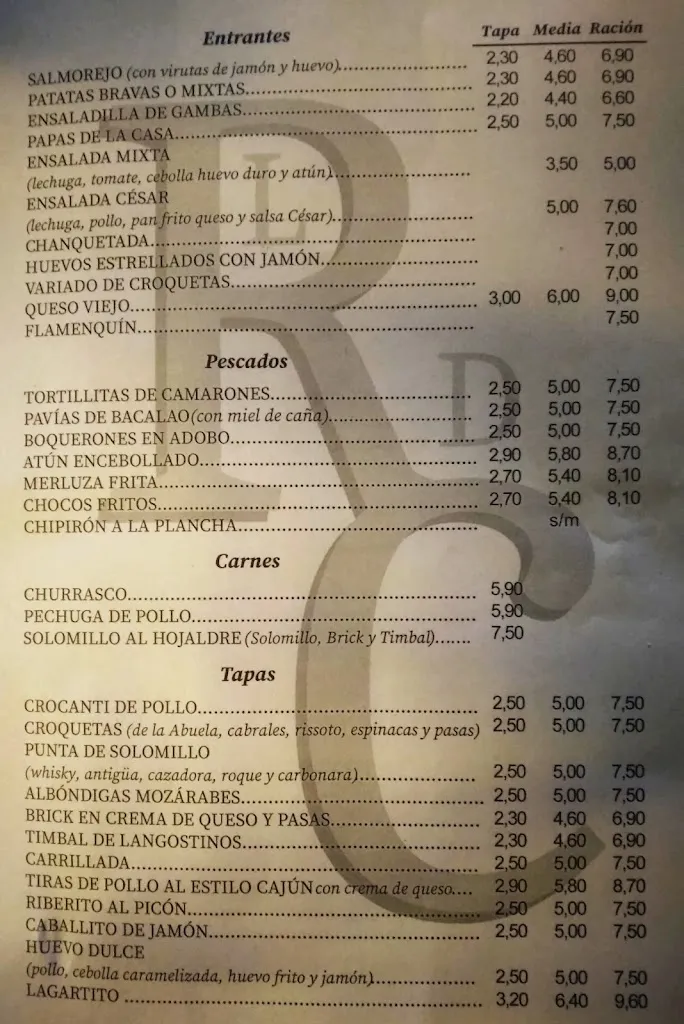 Entrantes Tapa Media Ración
SALMOREJO (con virutas de jamón y huevo)........................ 2,30 4,60 6,90
PATATAS BRAVAS O MIXTAS........................ 2,30 4,60 6,90
ENSALADILLA DE GAMBAS........................ 2,20 4,40 6,60
PAPAS DE LA CASA........................ 2,50 5,00 7,50
ENSALADA MIXTA
(lechuga, tomate, cebolla huevo duro y atún)........................ 3,50 5,00
ENSALADA CÉSAR
(lechuga, pollo, pan frito queso y salsa César)........................ 5,00 7,60
CHANQUETADA........................ 7,00
HUEVOS ESTRELLADOS CON JAMÓN........................ 7,00
VARIADO DE CROQUETAS........................ 7,00
QUESO VIEJO........................ 3,00 6,00 9,00
FLAMENQUÍN........................ 7,50
Pescados
TORTILLITAS DE CAMARONES........................ 2,50 5,00 7,50
PAVÍAS DE BACALAO (con miel de caña)........................ 2,50 5,00 7,50
BOQUERONES EN ADOBO........................ 2,50 5,00 7,50
ATÚN ENCEBOLLADO........................ 2,90 5,80 8,70
MERLUZA FRITA........................ 2,70 5,40 8,10
CHOCOS FRITOS........................ 2,70 5,40 8,10
CHIPIRÓN A LA PLANCHA........................ s/m
Carnes
CHURRASCO........................ 5,90
PECHUGA DE POLLO........................ 5,90
SOLOMILLO AL HOJALDRE (Solomillo, Brick y Timbal)....... 7,50
Tapas
CROCANTI DE POLLO........................ 2,50 5,00 7,50
CROQUETAS (de la Abuela, cabrales, rissoto, espinacas y pasas) 2,50 5,00 7,50
PUNTA DE SOLOMILLO
(whisky, antigüa, cazadora, roque y carbonara)........................ 2,50 5,00 7,50
ALBÓNDIGAS MOZÁRABES........................ 2,50 5,00 7,50
BRICK EN CREMA DE QUESO Y PASAS........................ 2,30 4,60 6,90
TIMBAL DE LANGOSTINOS........................ 2,30 4,60 6,90
CARRILLADA........................ 2,50 5,00 7,50
TIRAS DE POLLO AL ESTILO CAJÚN con crema de queso.... 2,90 5,80 8,70
RIBERITO AL PICÓN........................ 2,50 5,00 7,50
CABALLITO DE JAMÓN........................ 2,50 5,00 7,50
HUEVO DULCE
(pollo, cebolla caramelizada, huevo frito y jamón)........................ 2,50 5,00 7,50
LAGARTITO ........................ 3,20 6,40 9,60